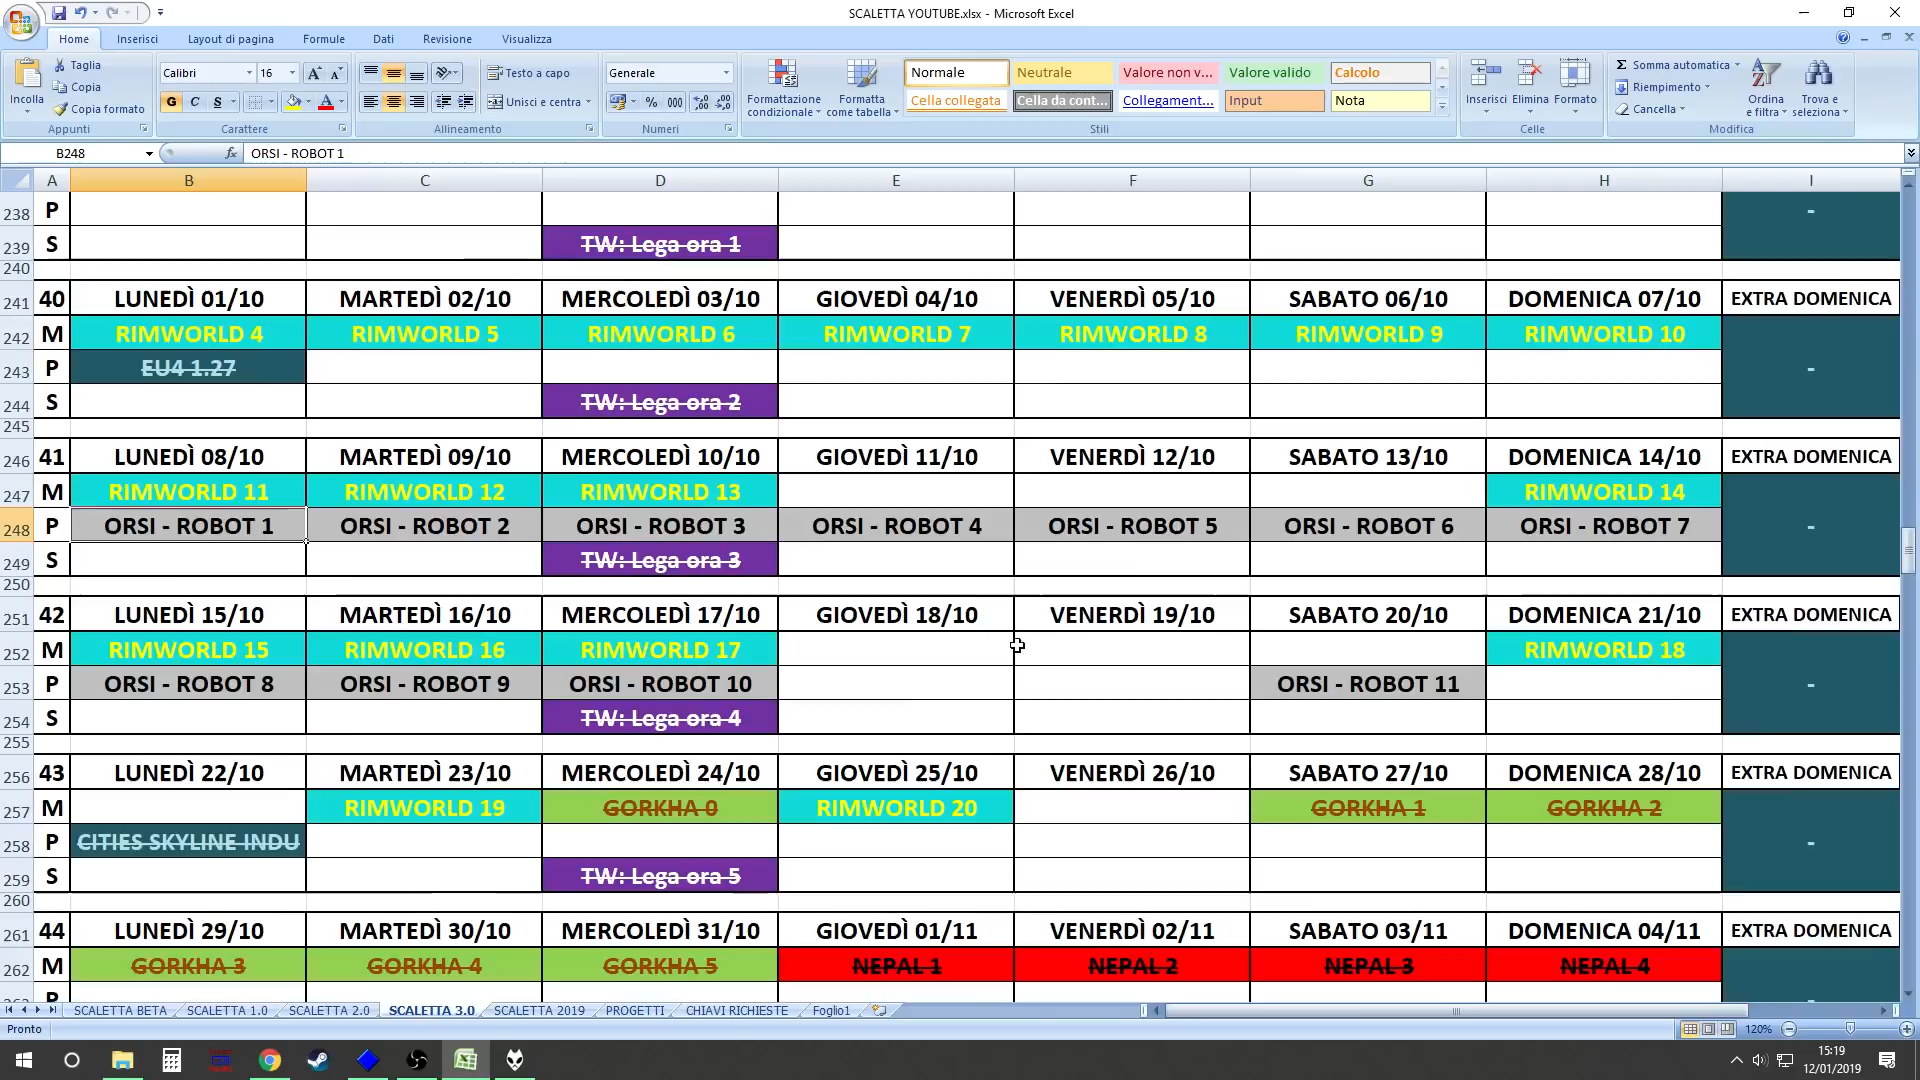 SCALETTA YOUTUBE.xlsx - Microsoft Excel
Home Inserisci Layout di pagina Formule Dati Revisione Visualizza
Incolla Taglia Copia Copia formato Appunti
Calibri 16 G C S Carattere
Testo a capo Unisci e centra Allineamento
Generale % 000 Numeri
Formattazione condizionale Formatta come tabella
Normale Neutrale Valore non v... Valore valido Calcolo
Cella collegata Cella da cont... Collegament... Input Nota
Stili
Inserisci Elimina Formato Celle
Somma automatica Riempimento Cancella Ordina e filtra Trova e seleziona Modifica
B248 fx ORSI - ROBOT 1
A B C D E F G H I
238 P -
239 S TW: Lega ora 1
240
241 40 LUNEDÌ 01/10 MARTEDÌ 02/10 MERCOLEDÌ 03/10 GIOVEDÌ 04/10 VENERDÌ 05/10 SABATO 06/10 DOMENICA 07/10 EXTRA DOMENICA
242 M RIMWORLD 4 RIMWORLD 5 RIMWORLD 6 RIMWORLD 7 RIMWORLD 8 RIMWORLD 9 RIMWORLD 10
243 P EU4 1.27 -
244 S TW: Lega ora 2
245
246 41 LUNEDÌ 08/10 MARTEDÌ 09/10 MERCOLEDÌ 10/10 GIOVEDÌ 11/10 VENERDÌ 12/10 SABATO 13/10 DOMENICA 14/10 EXTRA DOMENICA
247 M RIMWORLD 11 RIMWORLD 12 RIMWORLD 13 RIMWORLD 14
248 P ORSI - ROBOT 1 ORSI - ROBOT 2 ORSI - ROBOT 3 ORSI - ROBOT 4 ORSI - ROBOT 5 ORSI - ROBOT 6 ORSI - ROBOT 7 -
249 S TW: Lega ora 3
250
251 42 LUNEDÌ 15/10 MARTEDÌ 16/10 MERCOLEDÌ 17/10 GIOVEDÌ 18/10 VENERDÌ 19/10 SABATO 20/10 DOMENICA 21/10 EXTRA DOMENICA
252 M RIMWORLD 15 RIMWORLD 16 RIMWORLD 17 RIMWORLD 18
253 P ORSI - ROBOT 8 ORSI - ROBOT 9 ORSI - ROBOT 10 ORSI - ROBOT 11 -
254 S TW: Lega ora 4
255
256 43 LUNEDÌ 22/10 MARTEDÌ 23/10 MERCOLEDÌ 24/10 GIOVEDÌ 25/10 VENERDÌ 26/10 SABATO 27/10 DOMENICA 28/10 EXTRA DOMENICA
257 M RIMWORLD 19 GORKHA 0 RIMWORLD 20 GORKHA 1 GORKHA 2
258 P CITIES SKYLINE INDU -
259 S TW: Lega ora 5
260
261 44 LUNEDÌ 29/10 MARTEDÌ 30/10 MERCOLEDÌ 31/10 GIOVEDÌ 01/11 VENERDÌ 02/11 SABATO 03/11 DOMENICA 04/11 EXTRA DOMENICA
262 M GORKHA 3 GORKHA 4 GORKHA 5 NEPAL 1 NEPAL 2 NEPAL 3 NEPAL 4
SCALETTA BETA SCALETTA 1.0 SCALETTA 2.0 SCALETTA 3.0 SCALETTA 2019 PROGETTI CHIAVI RICHIESTE Foglio1
Pronto 120%
15:19
12/01/2019